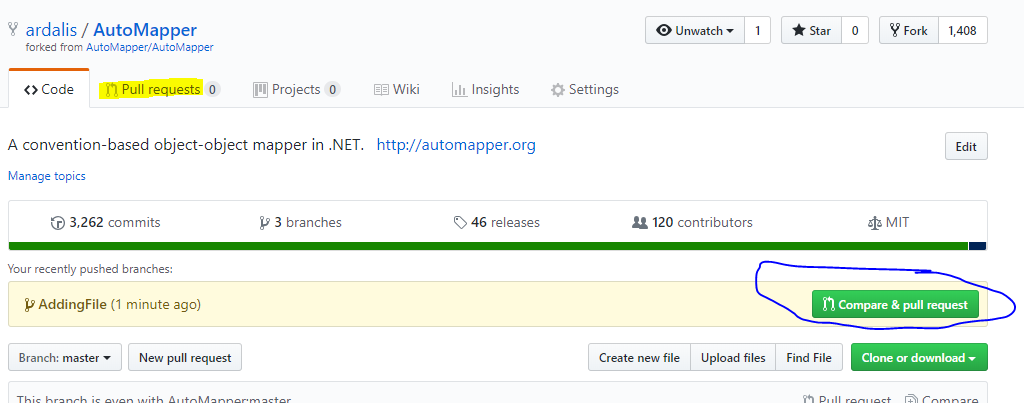 ardalis / AutoMapper
forked from AutoMapper/AutoMapper
Unwatch 1 Star 0 Fork 1,408
Code Pull requests 0 Projects 0 Wiki Insights Settings
A convention-based object-object mapper in .NET. http://automapper.org Edit
Manage topics
3,262 commits 3 branches 46 releases 120 contributors MIT
Your recently pushed branches:
AddingFile (1 minute ago) Compare & pull request
Branch: master New pull request Create new file Upload files Find File Clone or download
This branch is even with AutoMapper:master. Pull request Compare